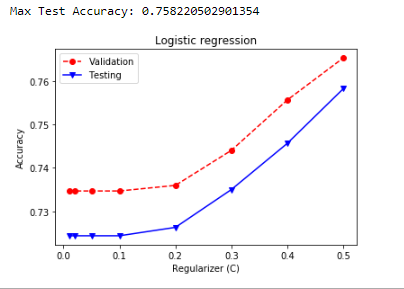 Max Test Accuracy: 0.758220502901354
Logistic regression
Validation
Testing
0.76
0.75
0.74
0.73
Accuracy
0.0 0.1 0.2 0.3 0.4 0.5
Regularizer (C)